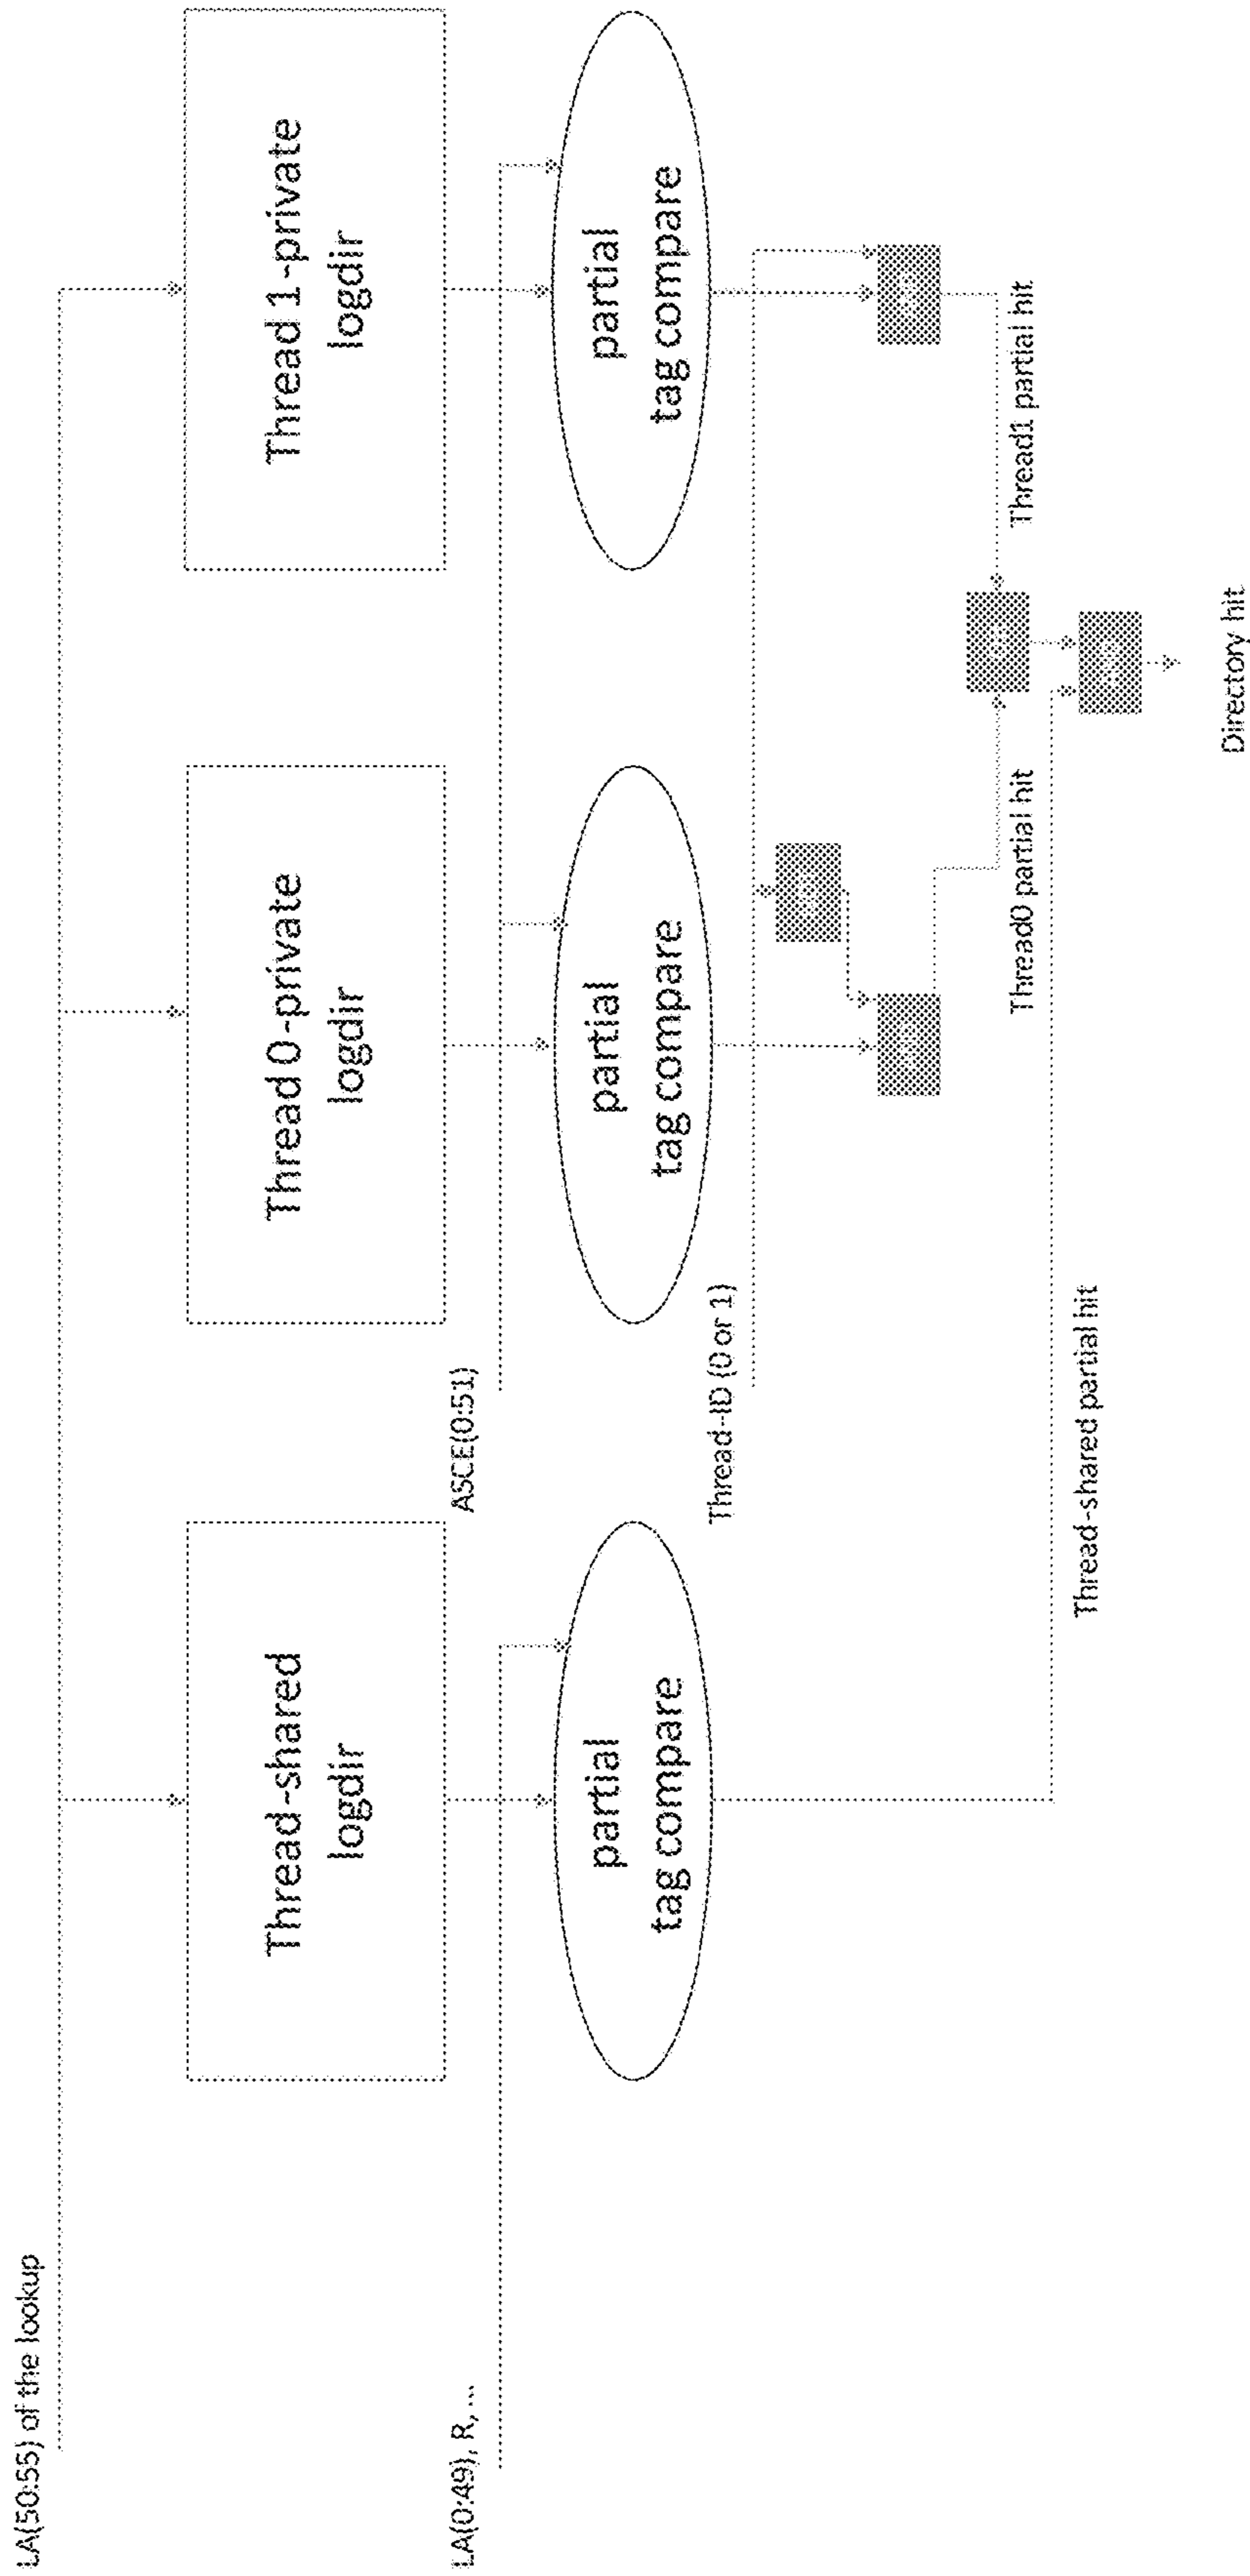 LA(50:55) of the lookup
Thread-shared
logdir
Thread 0-private
logdir
Thread 1-private
logdir
LA(0:49), R, ...
ASCE(0:51)
partial
tag compare
partial
tag compare
partial
tag compare
Thread-ID (0 or 1)
Thread-shared partial hit
Thread0 partial hit
Thread1 partial hit
Directory hit